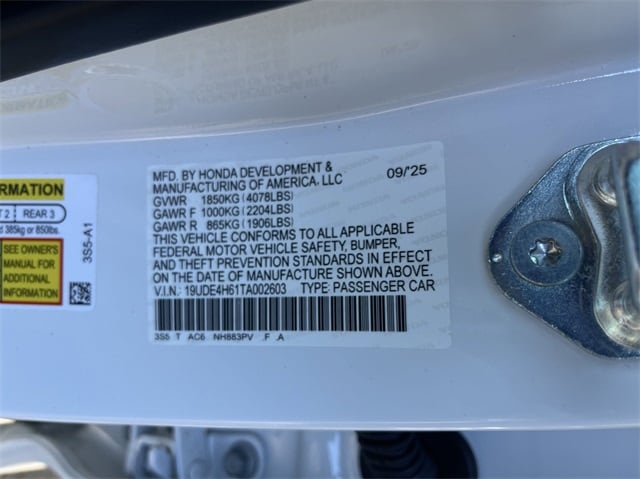 MFD. BY HONDA DEVELOPMENT & 09/'25
MANUFACTURING OF AMERICA, LLC
GVWR 1850KG(4078LBS)
GAWR F 1000KG(2204LBS)
GAWR R 865KG(1906LBS)
THIS VEHICLE CONFORMS TO ALL APPLICABLE
FEDERAL MOTOR VEHICLE SAFETY, BUMPER,
AND THEFT PREVENTION STANDARDS IN EFFECT
ON THE DATE OF MANUFACTURE SHOWN ABOVE.
V.I.N.: 19UDE4H61TA002603 TYPE: PASSENGER CAR
3S5 T AC6 NH883PV F A
RMATION
2 REAR 3
385kg or 850lbs.
SEE OWNER'S
MANUAL FOR
ADDITIONAL
INFORMATION
3S5-A1